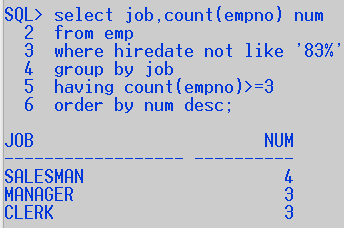 SQL> select job,count(empno) num
2 from emp
3 where hiredate not like '83%'
4 group by job
5 having count(empno)>=3
6 order by num desc;
JOB NUM
------------------ ----------
SALESMAN 4
MANAGER 3
CLERK 3